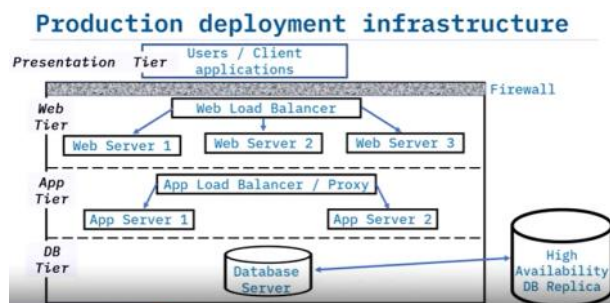 Production deployment infrastructure
Presentation Tier
Users / Client
applications
Firewall
Web
Tier
Web Load Balancer
Web Server 1
Web Server 2
Web Server 3
App
Tier
App Load Balancer / Proxy
App Server 1
App Server 2
DB
Tier
Database
Server
High
Availability
DB Replica